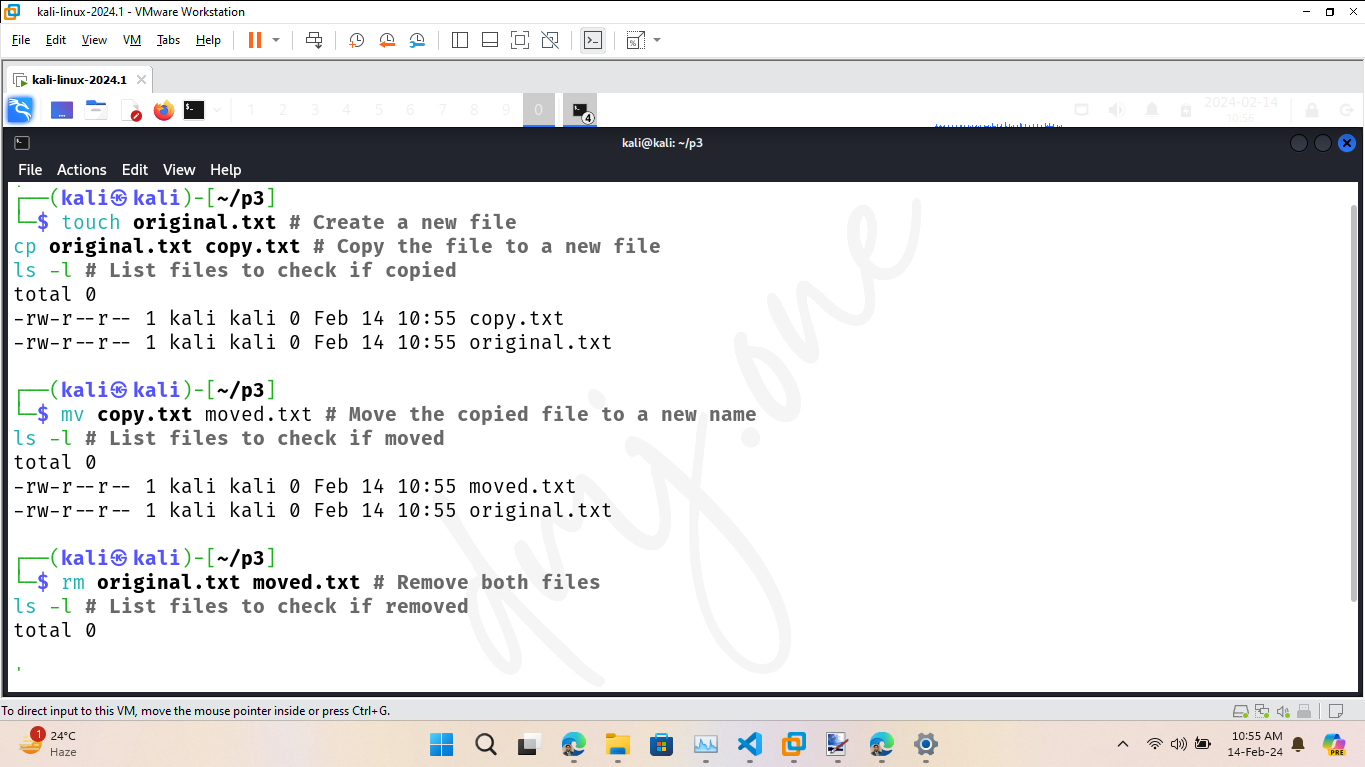 kali-linux-2024.1 - VMware Workstation
File Edit View VM Tabs Help
kali-linux-2024.1
1 2 3 4 5 6 7 8 9 0 4 2024-02-14
10:56
kali@kali: ~/p3
File Actions Edit View Help
(kali㉿kali)-[~/p3]
$ touch original.txt # Create a new file
cp original.txt copy.txt # Copy the file to a new file
ls -l # List files to check if copied
total 0
-rw-r--r-- 1 kali kali 0 Feb 14 10:55 copy.txt
-rw-r--r-- 1 kali kali 0 Feb 14 10:55 original.txt
(kali㉿kali)-[~/p3]
$ mv copy.txt moved.txt # Move the copied file to a new name
ls -l # List files to check if moved
total 0
-rw-r--r-- 1 kali kali 0 Feb 14 10:55 moved.txt
-rw-r--r-- 1 kali kali 0 Feb 14 10:55 original.txt
(kali㉿kali)-[~/p3]
$ rm original.txt moved.txt # Remove both files
ls -l # List files to check if removed
total 0
drij.one
To direct input to this VM, move the mouse pointer inside or press Ctrl+G.
1 24°C
Haze
10:55 AM
14-Feb-24
PRE